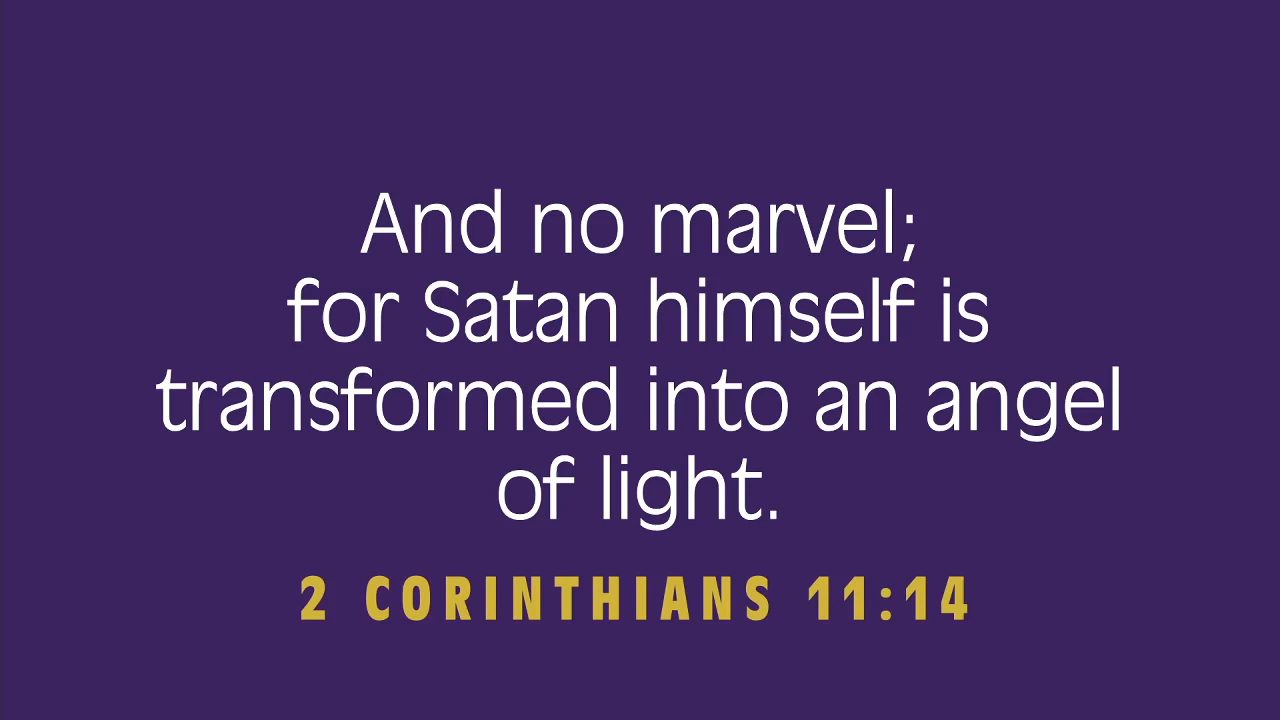 And no marvel;
for Satan himself is
transformed into an angel
of light.
2 CORINTHIANS 11:14